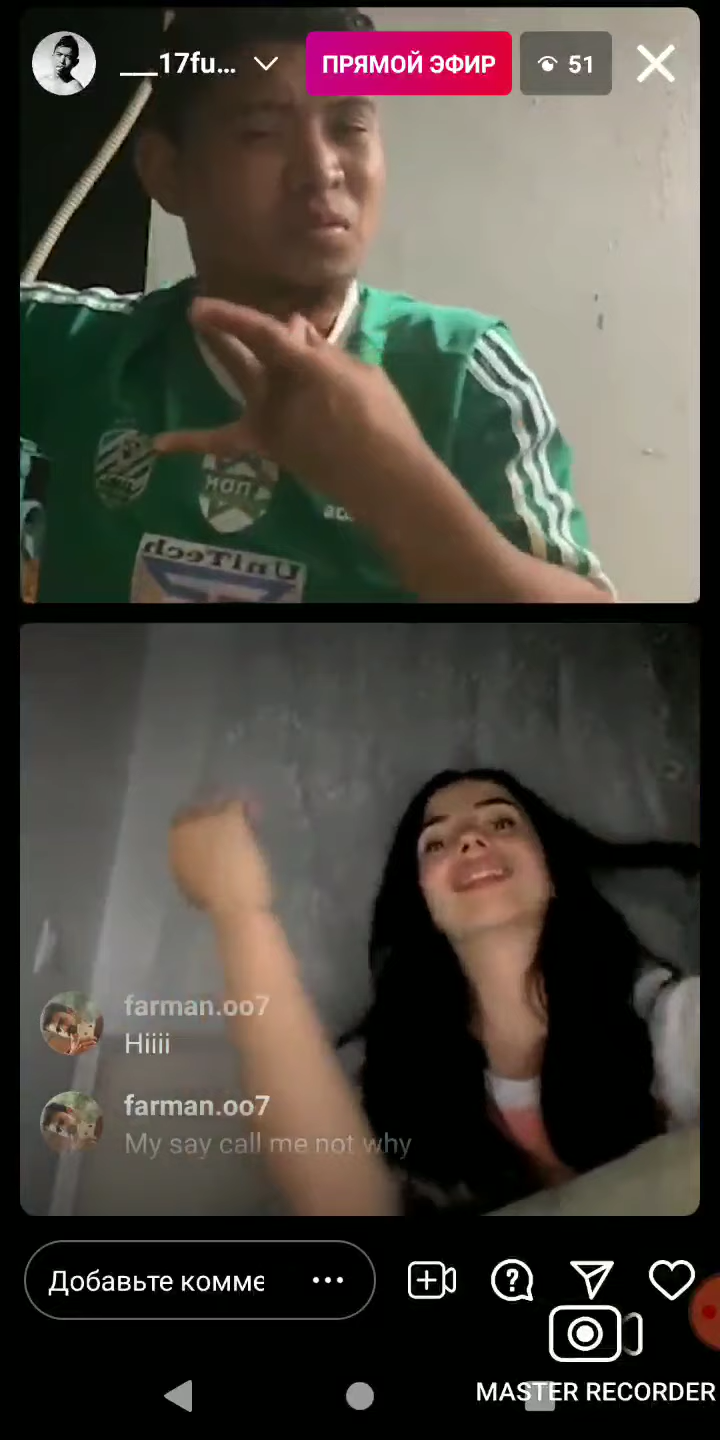 __17fu...
ПРЯМОЙ ЭФИР
51
UniTech
farman.oo7
Hiiii
farman.oo7
My say call me not why
Добавьте комме
MASTER RECORDER